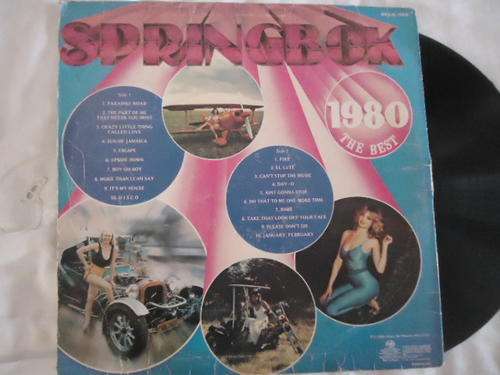 SPRINGBOK
1980
THE BEST
Side 1
1. PARADISE ROAD
2. THE PART OF ME
THAT NEEDS YOU MOST
3. CRAZY LITTLE THING
CALLED LOVE
4. SUN OF JAMAICA
5. ESCAPE
6. UPSIDE DOWN
7. BOY OH BOY
8. MORE THAN I CAN SAY
9. IT'S MY HOUSE
10. D.I.S.C.O
Side 2
1. FIRE
2. EL LUTE
3. CAN'T STOP THE MUSIC
4. DAY-O
5. AINT GONNA STOP
6. DO THAT TO ME ONE MORE TIME
7. BABE
8. TAKE THAT LOOK OFF YOUR FACE
9. PLEASE DON'T GO
10. JANUARY, FEBRUARY